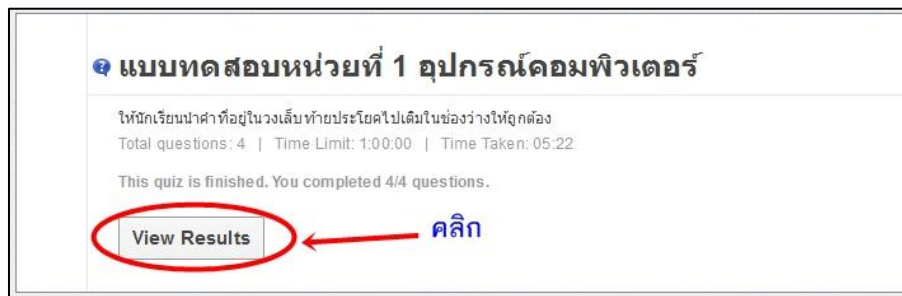 แบบทดสอบหน่วยที่ 1 อุปกรณ์คอมพิวเตอร์
ให้นักเรียนนำคำที่อยู่ในวงเล็บท้ายประโยคไปเติมในช่องว่างให้ถูกต้อง
Total questions: 4 | Time Limit: 1:00:00 | Time Taken: 05:22
This quiz is finished. You completed 4/4 questions.
View Results
คลิก